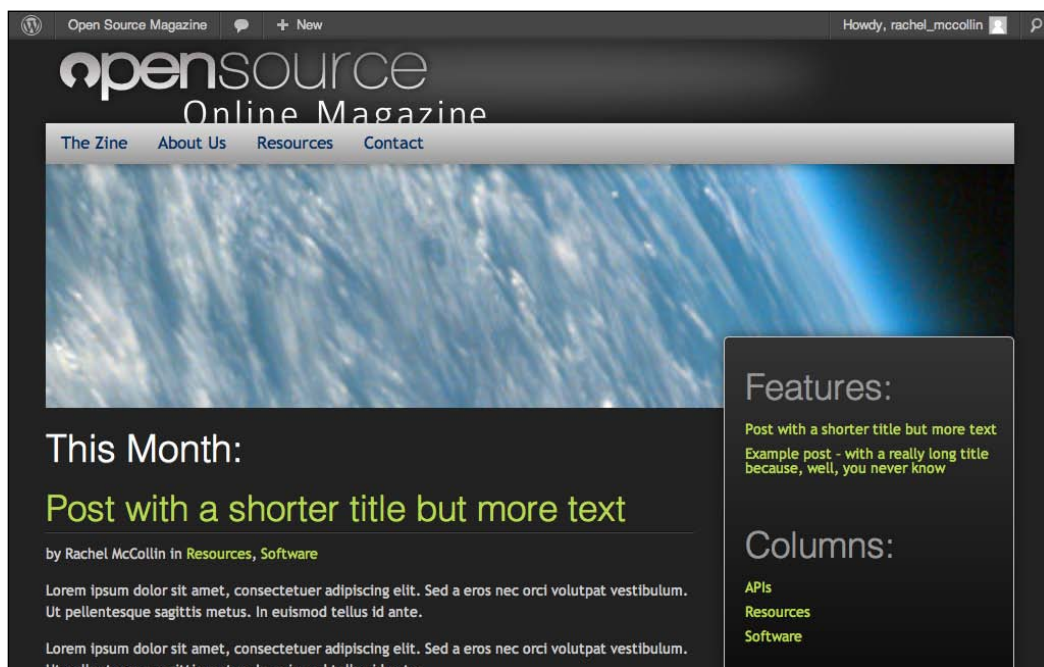 Open Source Magazine + New Howdy, rachel_mccollin
opensource
Online Magazine
The Zine About Us Resources Contact
This Month:
Post with a shorter title but more text
by Rachel McCollin in Resources, Software
Lorem ipsum dolor sit amet, consectetuer adipiscing elit. Sed a eros nec orci volutpat vestibulum.
Ut pellentesque sagittis metus. In euismod tellus id ante.
Lorem ipsum dolor sit amet, consectetuer adipiscing elit. Sed a eros nec orci volutpat vestibulum.
Features:
Post with a shorter title but more text
Example post - with a really long title
because, well, you never know
Columns:
APIs
Resources
Software